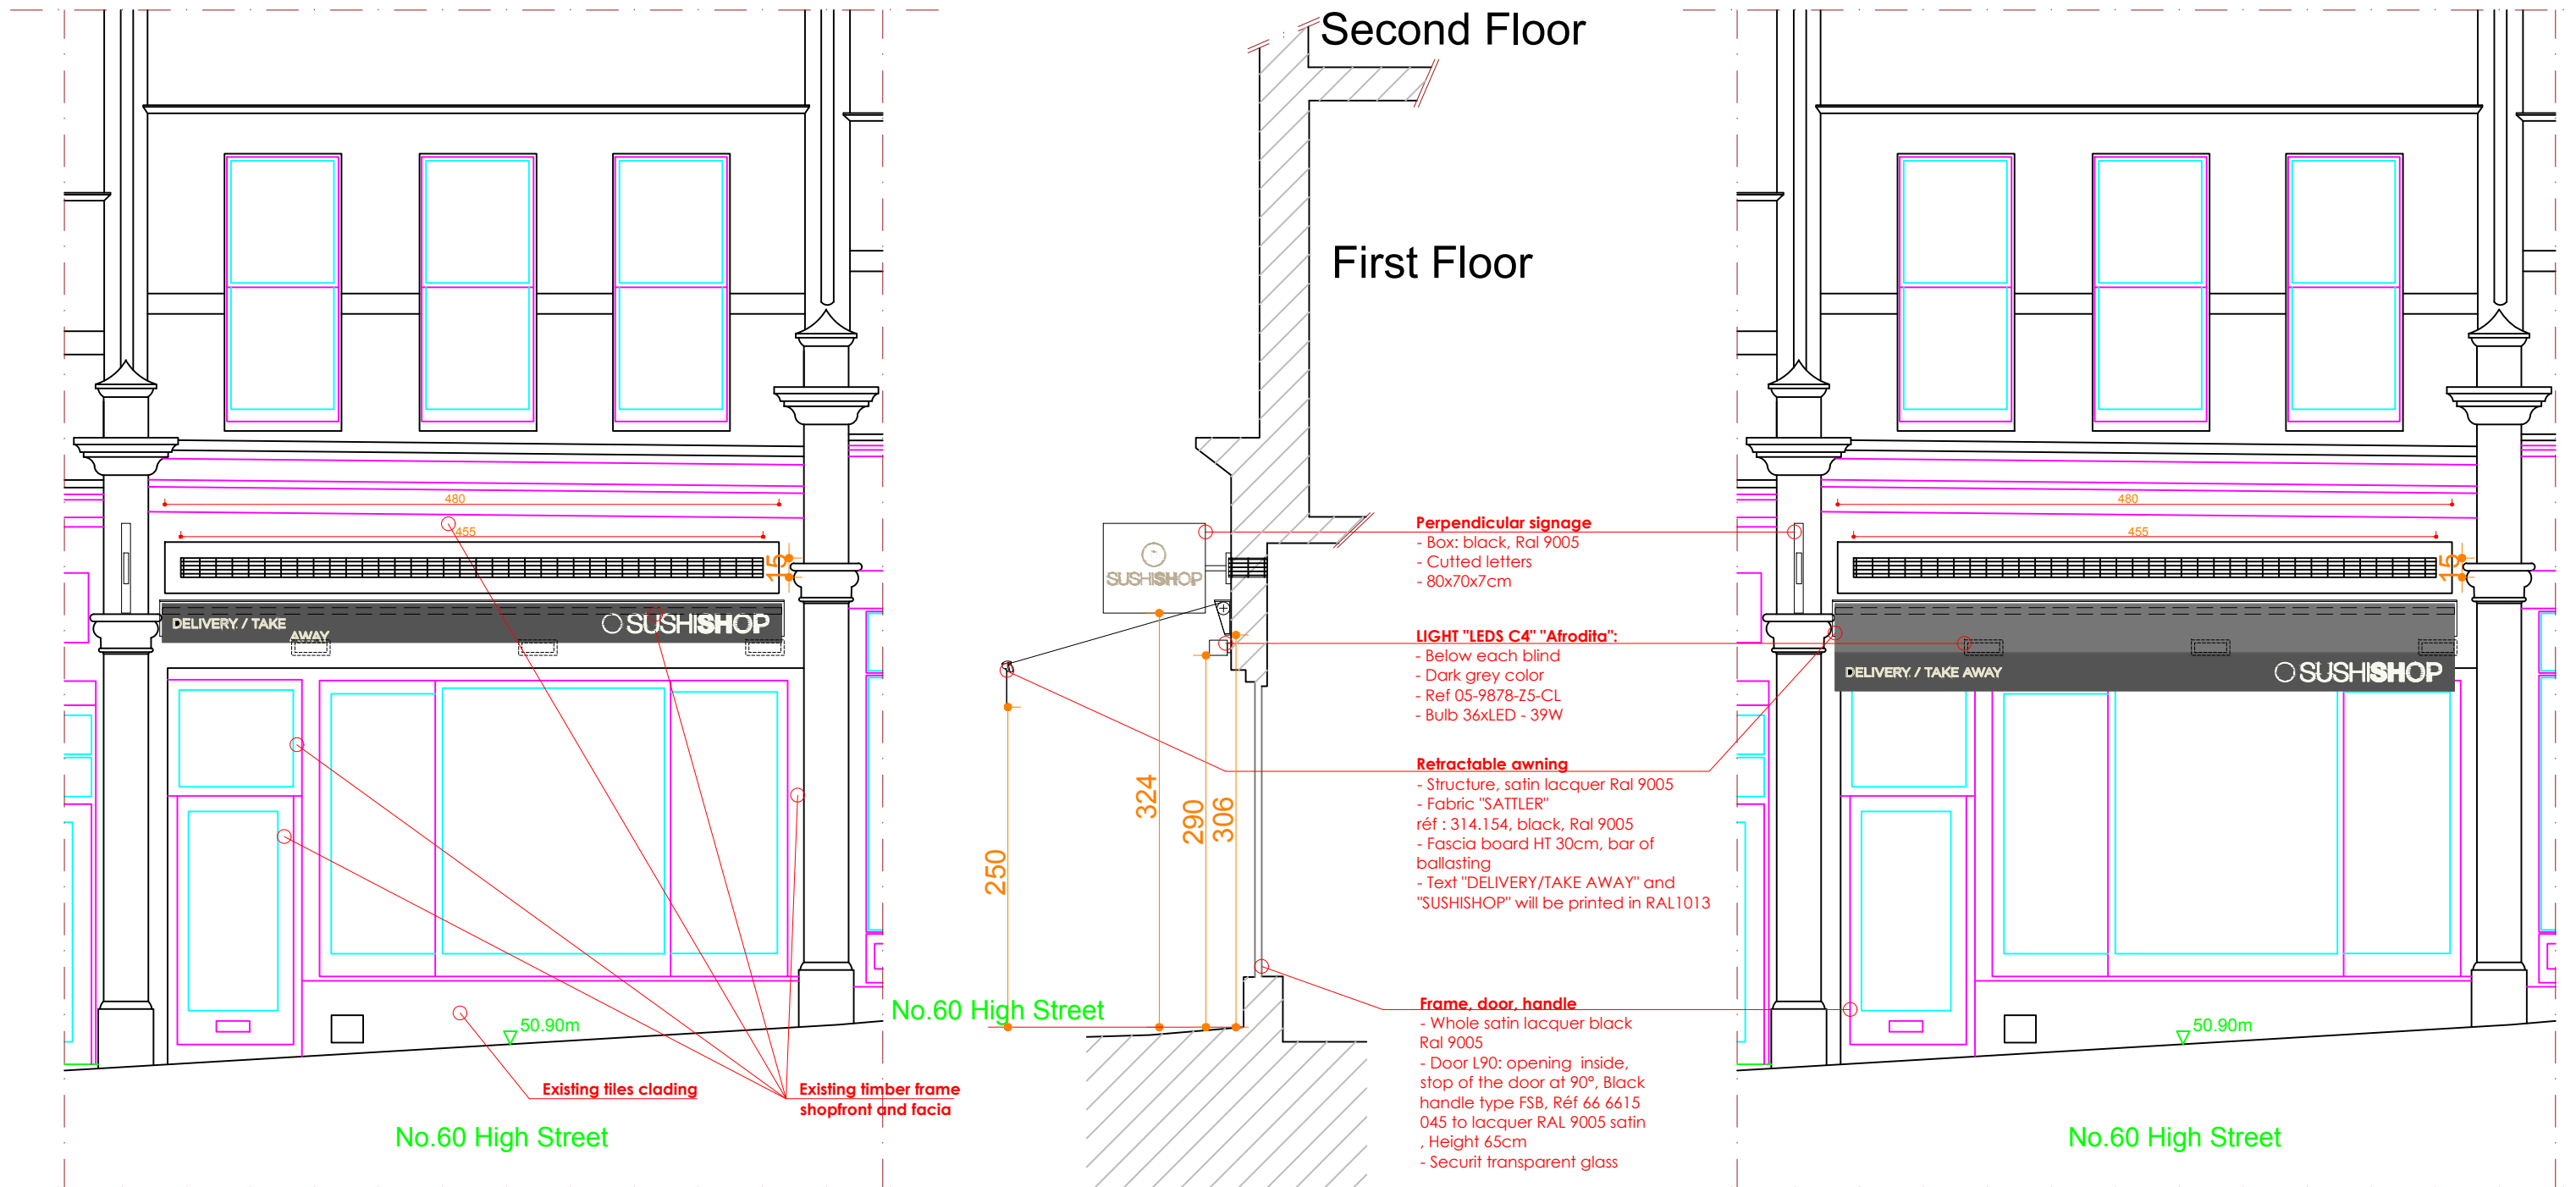 Second Floor
First Floor
480
455
15
DELIVERY / TAKE
AWAY
SUSHISHOP
50.90m
Existing tiles clading
Existing timber frame
shopfront and facia
No.60 High Street
SUSHISHOP
250
324
290
306
No.60 High Street
Perpendicular signage
- Box: black, Ral 9005
- Cutted letters
- 80x70x7cm
LIGHT "LEDS C4" "Afrodita":
- Below each blind
- Dark grey color
- Ref 05-9878-Z5-CL
- Bulb 36xLED - 39W
Retractable awning
- Structure, satin lacquer Ral 9005
- Fabric "SATTLER"
réf : 314.154, black, Ral 9005
- Fascia board HT 30cm, bar of
ballasting
- Text "DELIVERY/TAKE AWAY" and
"SUSHISHOP" will be printed in RAL1013
Frame, door, handle
- Whole satin lacquer black
Ral 9005
- Door L90: opening  inside,
stop of the door at 90°, Black
handle type FSB, Réf 66 6615
045 to lacquer RAL 9005 satin
, Height 65cm
- Securit transparent glass
480
455
15
DELIVERY / TAKE AWAY
SUSHISHOP
50.90m
No.60 High Street